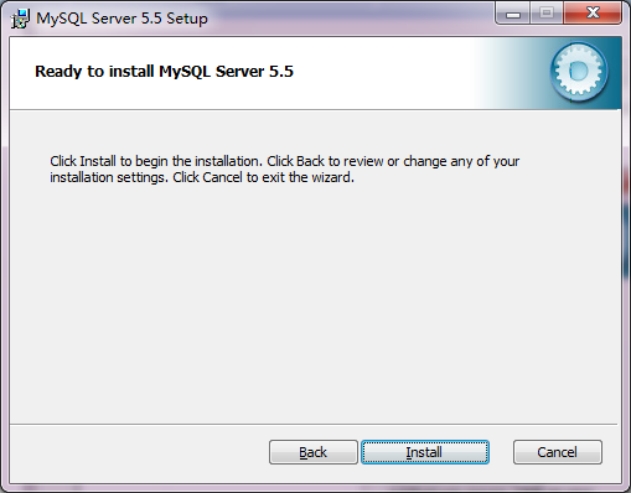 MySQL Server 5.5 Setup
Ready to install MySQL Server 5.5
Click Install to begin the installation. Click Back to review or change any of your
installation settings. Click Cancel to exit the wizard.
Back Install Cancel